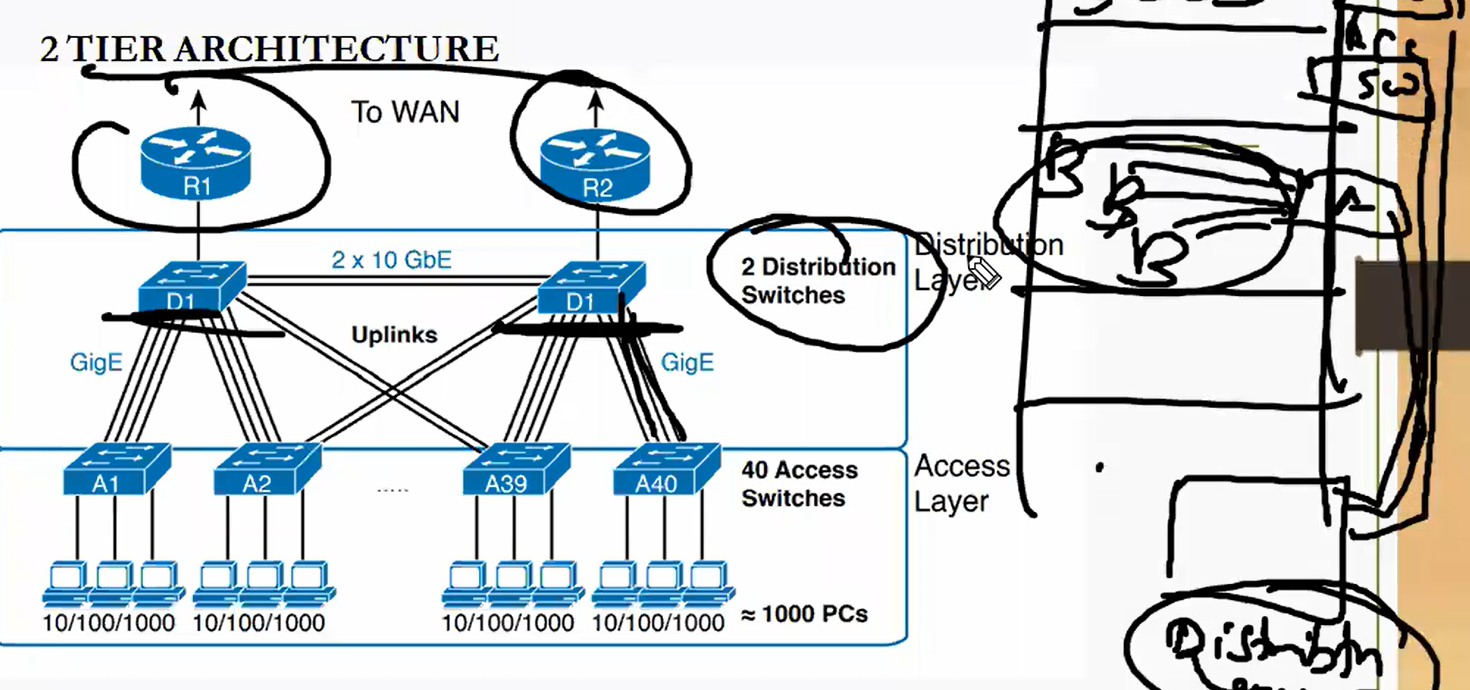 2 TIER ARCHITECTURE
To WAN
R1
R2
2 x 10 GbE
D1
D1
2 Distribution
Switches
Distribution
Layer
Uplinks
GigE
GigE
A1
A2
.....
A39
A40
40 Access
Switches
Access
Layer
10/100/1000
10/100/1000
10/100/1000
10/100/1000
≈ 1000 PCs
SW
B
B
B
A